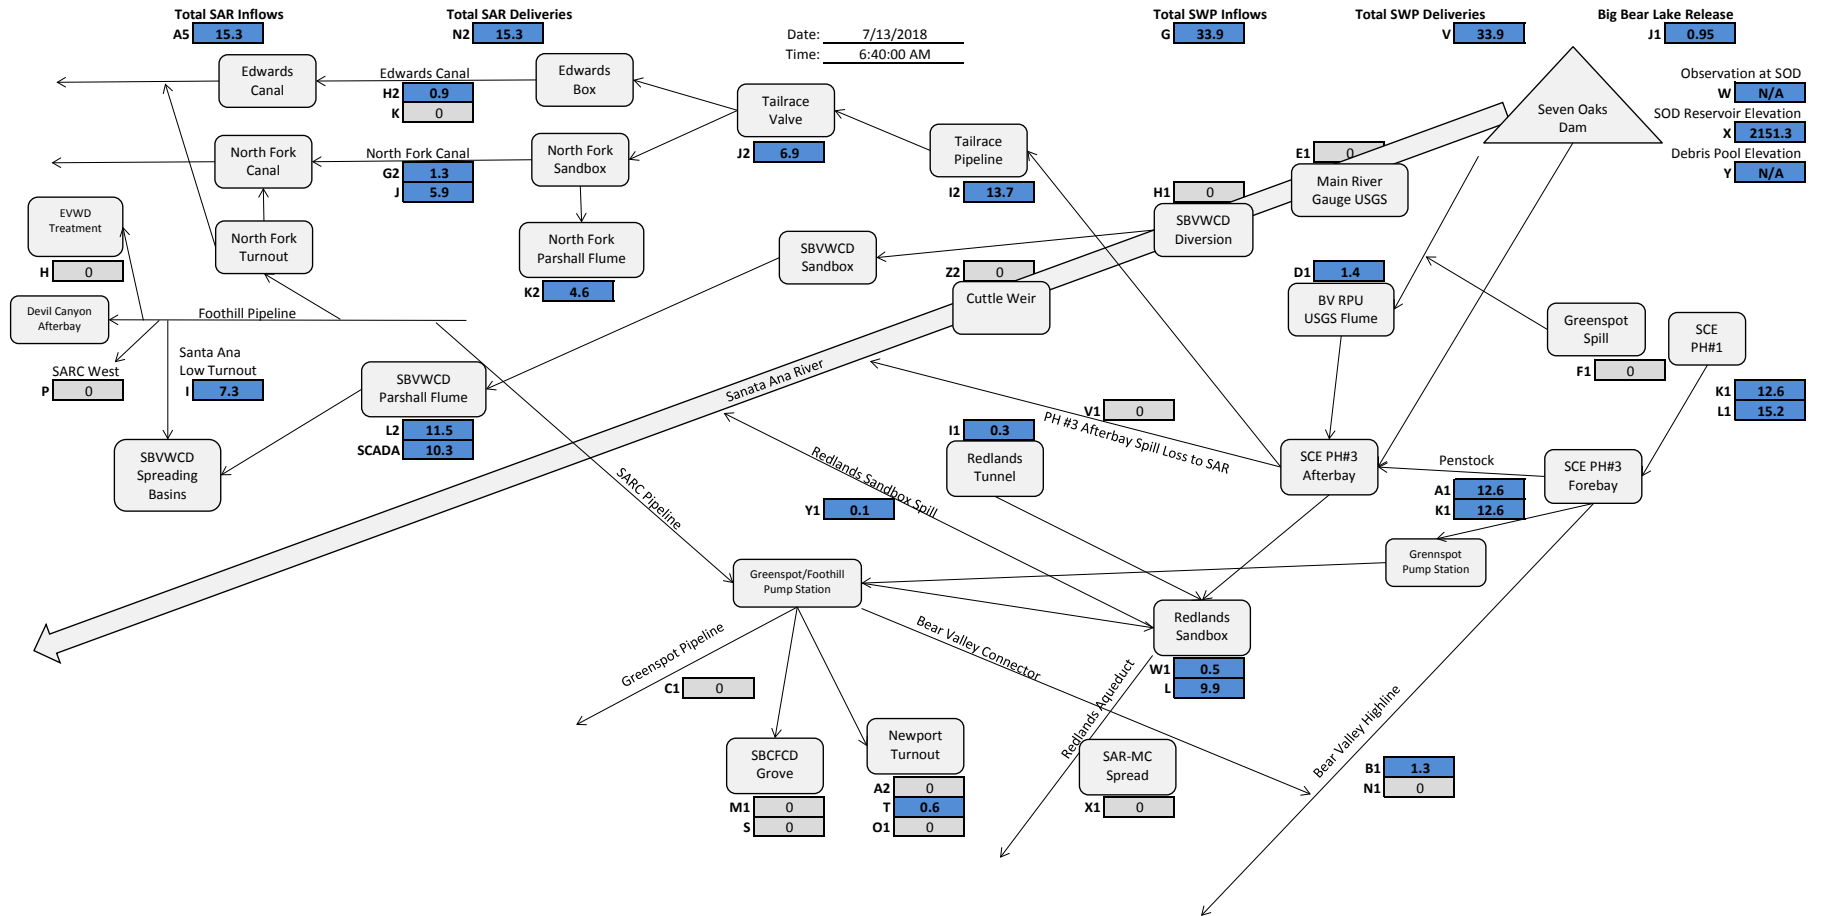 Total SAR Inflows
A5 15.3
Total SAR Deliveries
N2 15.3
Date: 7/13/2018
Time: 6:40:00 AM
Total SWP Inflows
G 33.9
Total SWP Deliveries
V 33.9
Big Bear Lake Release
J1 0.95
Edwards
Canal
Edwards Canal
H2 0.9
K 0
Edwards
Box
Tailrace
Valve
J2 6.9
Tailrace
Pipeline
I2 13.7
Seven Oaks
Dam
Observation at SOD
W N/A
SOD Reservoir Elevation
X 2151.3
Debris Pool Elevation
Y N/A
North Fork
Canal
North Fork Canal
G2 1.3
J 5.9
North Fork
Sandbox
E1 0
Main River
Gauge USGS
H1 0
SBVWCD
Diversion
EVWD
Treatment
H 0
North Fork
Turnout
North Fork
Parshall Flume
K2 4.6
SBVWCD
Sandbox
Z2 0
Cuttle Weir
D1 1.4
BV RPU
USGS Flume
Greenspot
Spill
F1 0
SCE
PH#1
K1 12.6
L1 15.2
Devil Canyon
Afterbay
Foothill Pipeline
SARC West
P 0
Santa Ana
Low Turnout
I 7.3
SBVWCD
Parshall Flume
L2 11.5
SCADA 10.3
Sanata Ana River
V1 0
PH #3 Afterbay Spill Loss to SAR
I1 0.3
Redlands
Tunnel
SBVWCD
Spreading
Basins
SARC Pipeline
Redlands Sandbox Spill
Y1 0.1
SCE PH#3
Afterbay
Penstock
A1 12.6
K1 12.6
SCE PH#3
Forebay
Grennspot
Pump Station
Greenspot/Foothill
Pump Station
Redlands
Sandbox
W1 0.5
L 9.9
Greenspot Pipeline
C1 0
Bear Valley Connector
Redlands Aqueduct
Bear Valley Highline
SBCFCD
Grove
M1 0
S 0
Newport
Turnout
A2 0
T 0.6
O1 0
SAR-MC
Spread
X1 0
B1 1.3
N1 0